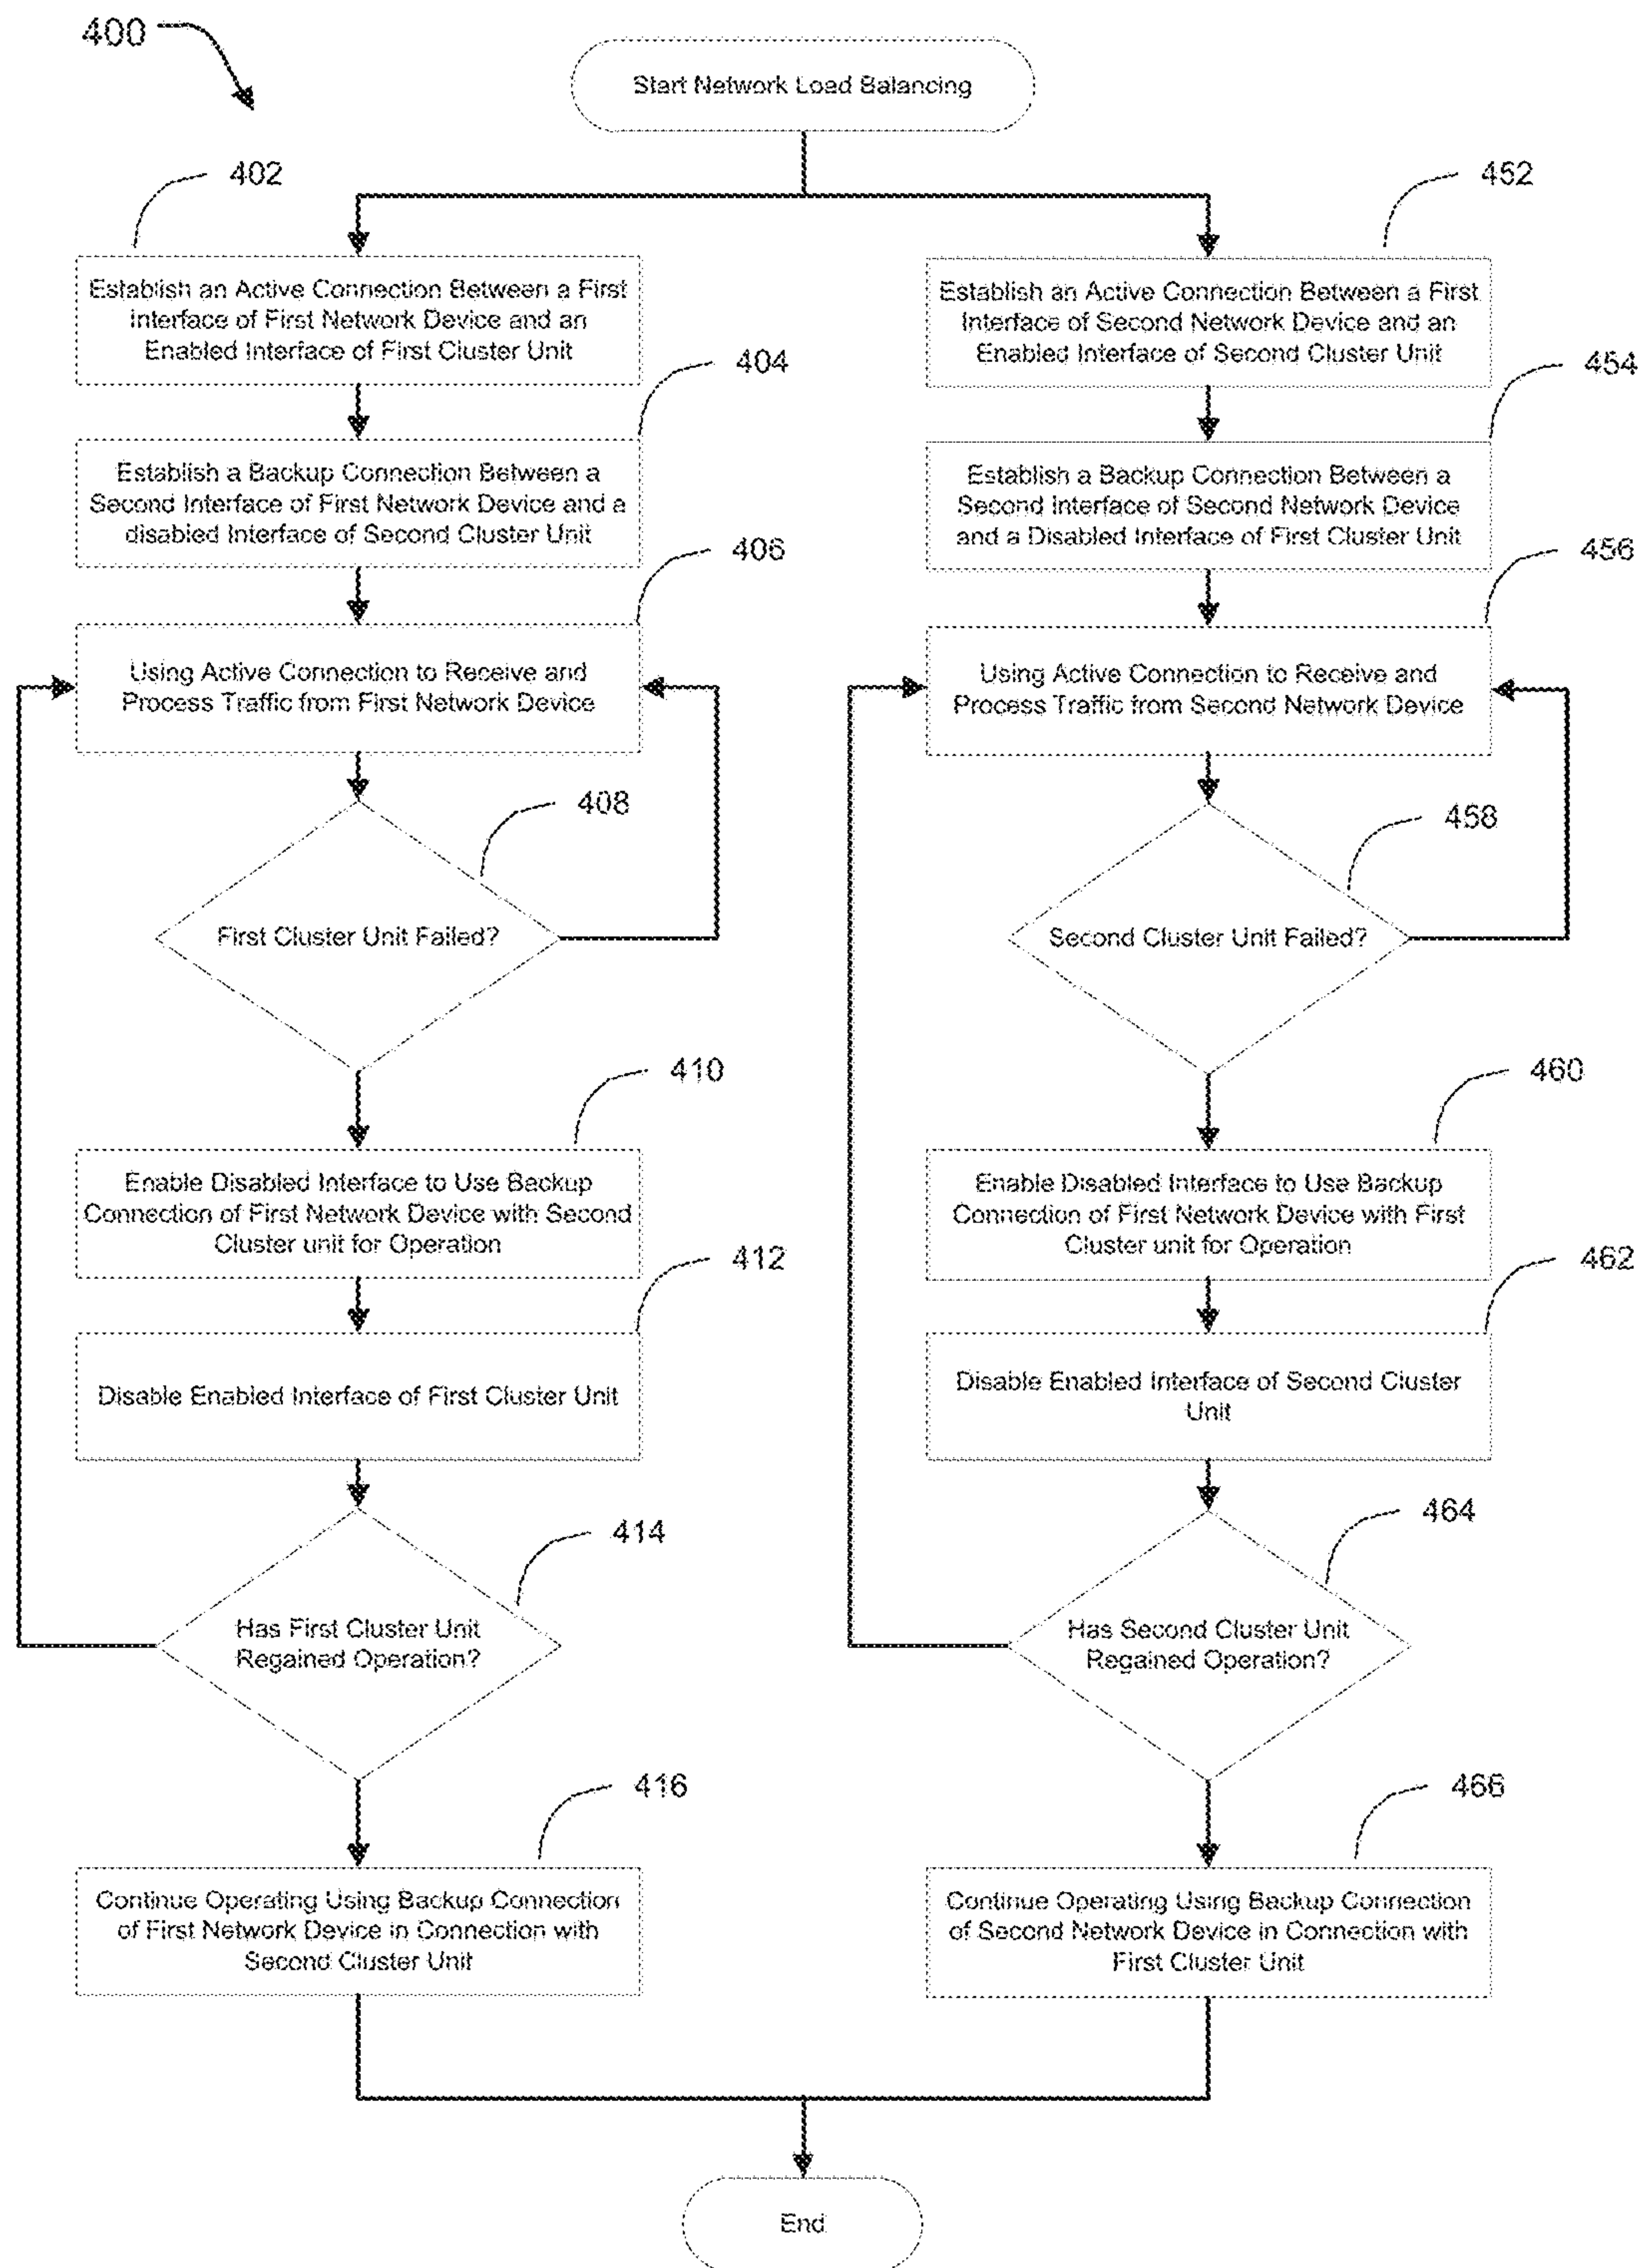 400
Start Network Load Balancing
402
Establish an Active Connection Between a First
Interface of First Network Device and an
Enabled Interface of First Cluster Unit
404
Establish a Backup Connection Between a
Second Interface of First Network Device and a
disabled Interface of Second Cluster Unit
406
Using Active Connection to Receive and
Process Traffic from First Network Device
408
First Cluster Unit Failed?
410
Enable Disabled Interface to Use Backup
Connection of First Network Device with Second
Cluster unit for Operation
412
Disable Enabled Interface of First Cluster Unit
414
Has First Cluster Unit
Regained Operation?
416
Continue Operating Using Backup Connection
of First Network Device in Connection with
Second Cluster Unit
452
Establish an Active Connection Between a First
Interface of Second Network Device and an
Enabled Interface of Second Cluster Unit
454
Establish a Backup Connection Between a
Second Interface of Second Network Device
and a Disabled Interface of First Cluster Unit
456
Using Active Connection to Receive and
Process Traffic from Second Network Device
458
Second Cluster Unit Failed?
460
Enable Disabled Interface to Use Backup
Connection of First Network Device with First
Cluster unit for Operation
462
Disable Enabled Interface of Second Cluster
Unit
464
Has Second Cluster Unit
Regained Operation?
466
Continue Operating Using Backup Connection
of Second Network Device in Connection with
First Cluster Unit
End